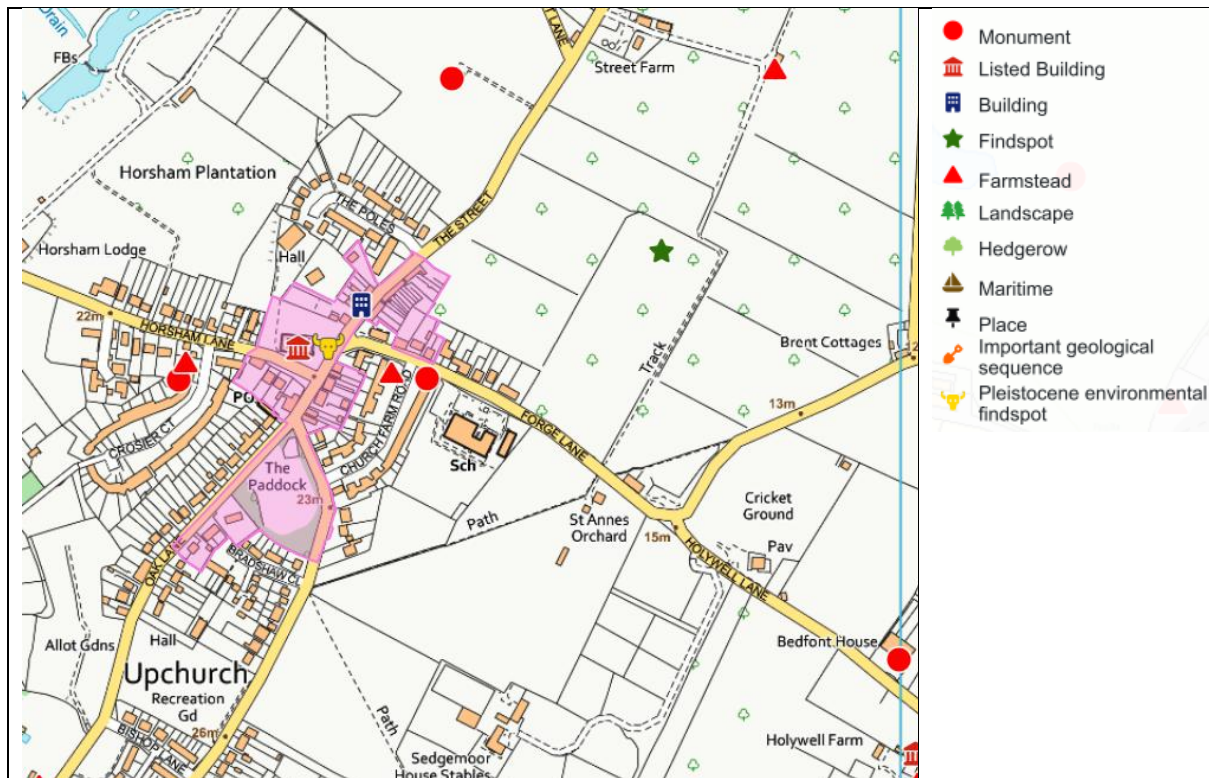 Drain
FBs
Street Farm
T LANE
Horsham Plantation
THE POLES
THE STREET
Horsham Lodge
Hall
22m
HORSHAM LANE
Brent Cottages
Track
PO
CROSIER CT
CHURCH FARM ROAD
FORGE LANE
13m
The
Paddock
Sch
23m
Cricket
Ground
Path
St Annes
Orchard
15m
Pav
OAK LANE
BRADSHAW CL
HOLYWELL LANE
Allot Gdns
Hall
Bedfont House
Upchurch
Recreation
Gd
Path
26m
BISHOP LANE
Holywell Farm
Sedgemoor
House Stables
Monument
Listed Building
Building
Findspot
Farmstead
Landscape
Hedgerow
Maritime
Place
Important geological
sequence
Pleistocene environmental
findspot